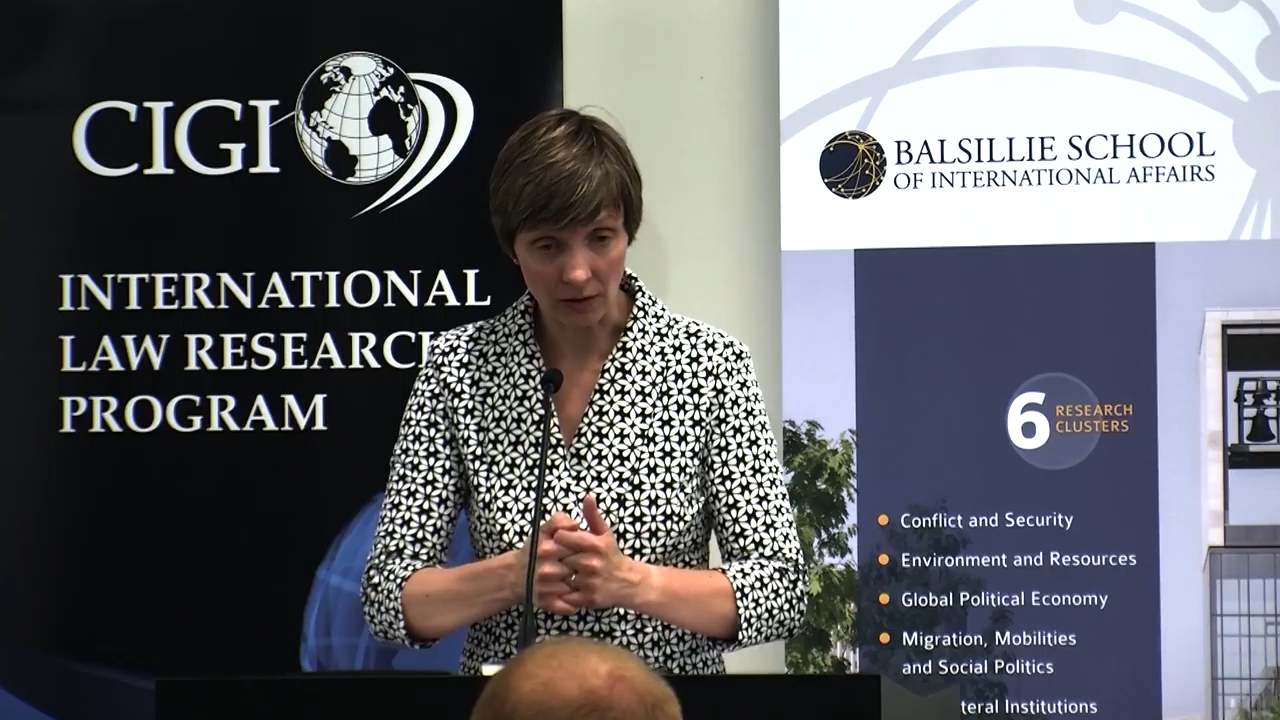 CIGI
INTERNATIONAL
LAW RESEARCH
PROGRAM
BALSILLIE SCHOOL
OF INTERNATIONAL AFFAIRS
6 RESEARCH
CLUSTERS
Conflict and Security
Environment and Resources
Global Political Economy
Migration, Mobilities
and Social Politics
teral Institutions